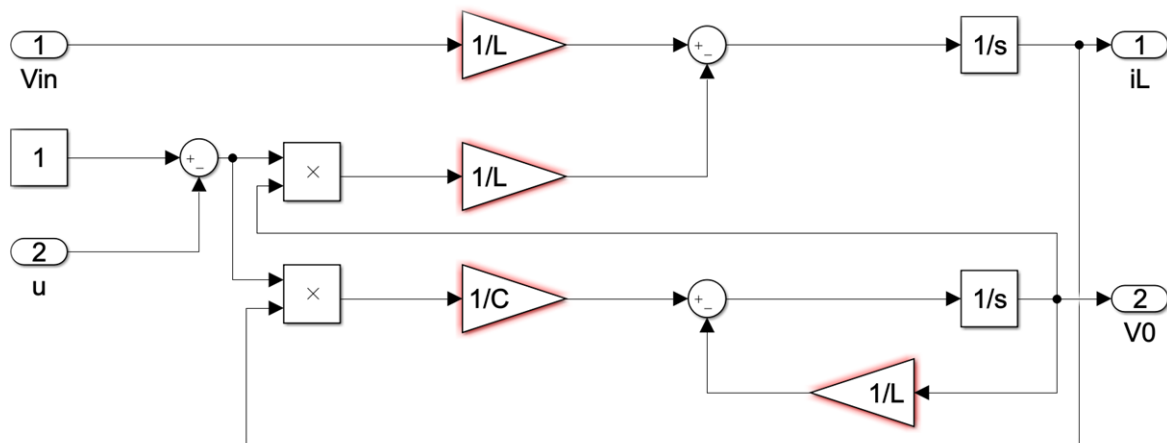 1 1/L + - 1/s 1
Vin iL
1 + - × 1/L
2
u
× 1/C + - 1/s 2
V0
1/L